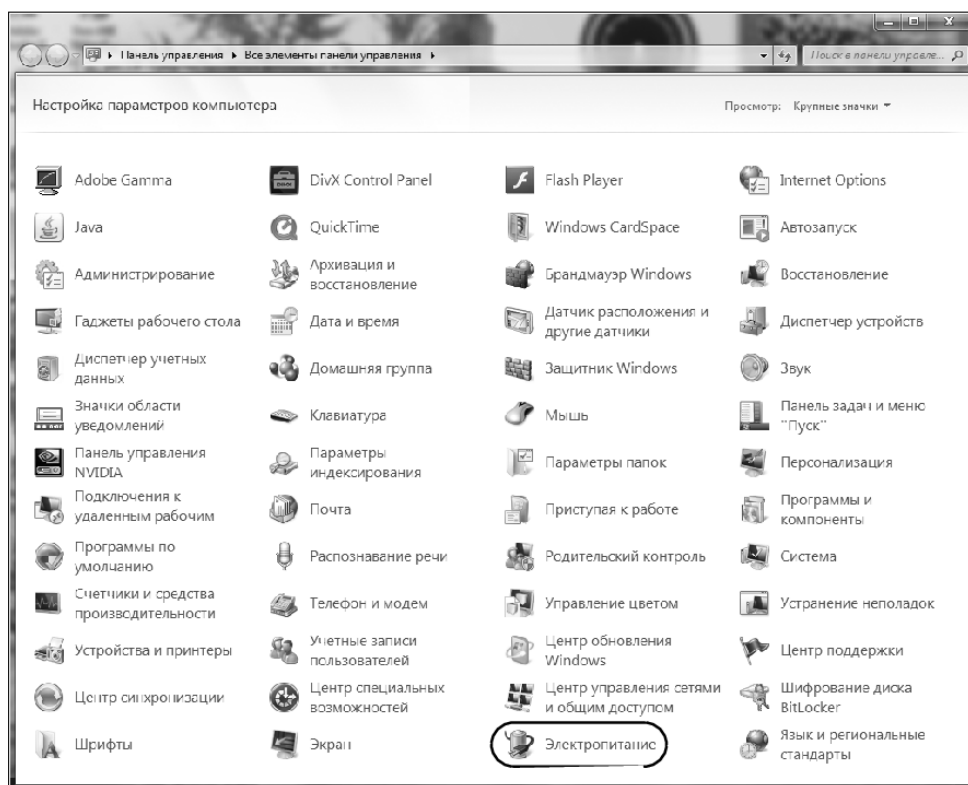 Панель управления ▸ Все элементы панели управления ▸
Поиск в панели управле...
Настройка параметров компьютера
Просмотр: Крупные значки
Adobe Gamma
DivX Control Panel
Flash Player
Internet Options
Java
QuickTime
Windows CardSpace
Автозапуск
Администрирование
Архивация и
восстановление
Брандмауэр Windows
Восстановление
Гаджеты рабочего стола
Дата и время
Датчик расположения и
другие датчики
Диспетчер устройств
Диспетчер учетных
данных
Домашняя группа
Защитник Windows
Звук
Значки области
уведомлений
Клавиатура
Мышь
Панель задач и меню
"Пуск"
Панель управления
NVIDIA
Параметры
индексирования
Параметры папок
Персонализация
Подключения к
удаленным рабочим
Почта
Приступая к работе
Программы и
компоненты
Программы по
умолчанию
Распознавание речи
Родительский контроль
Система
Счетчики и средства
производительности
Телефон и модем
Управление цветом
Устранение неполадок
Устройства и принтеры
Учетные записи
пользователей
Центр обновления
Windows
Центр поддержки
Центр синхронизации
Центр специальных
возможностей
Центр управления сетями
и общим доступом
Шифрование диска
BitLocker
Шрифты
Экран
Электропитание
Язык и региональные
стандарты